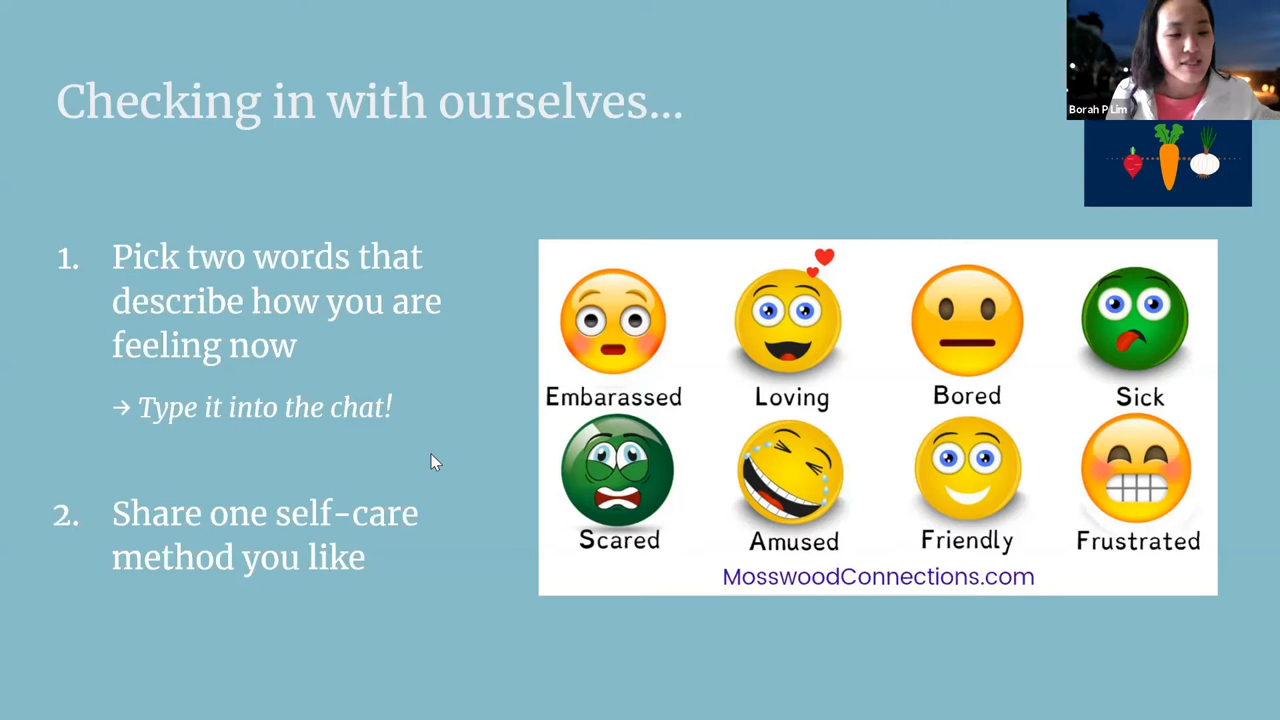 Checking in with ourselves...
Borah P Lim
1. Pick two words that
describe how you are
feeling now
→ Type it into the chat!
2. Share one self-care
method you like
Embarassed Loving Bored Sick
Scared Amused Friendly Frustrated
MosswoodConnections.com